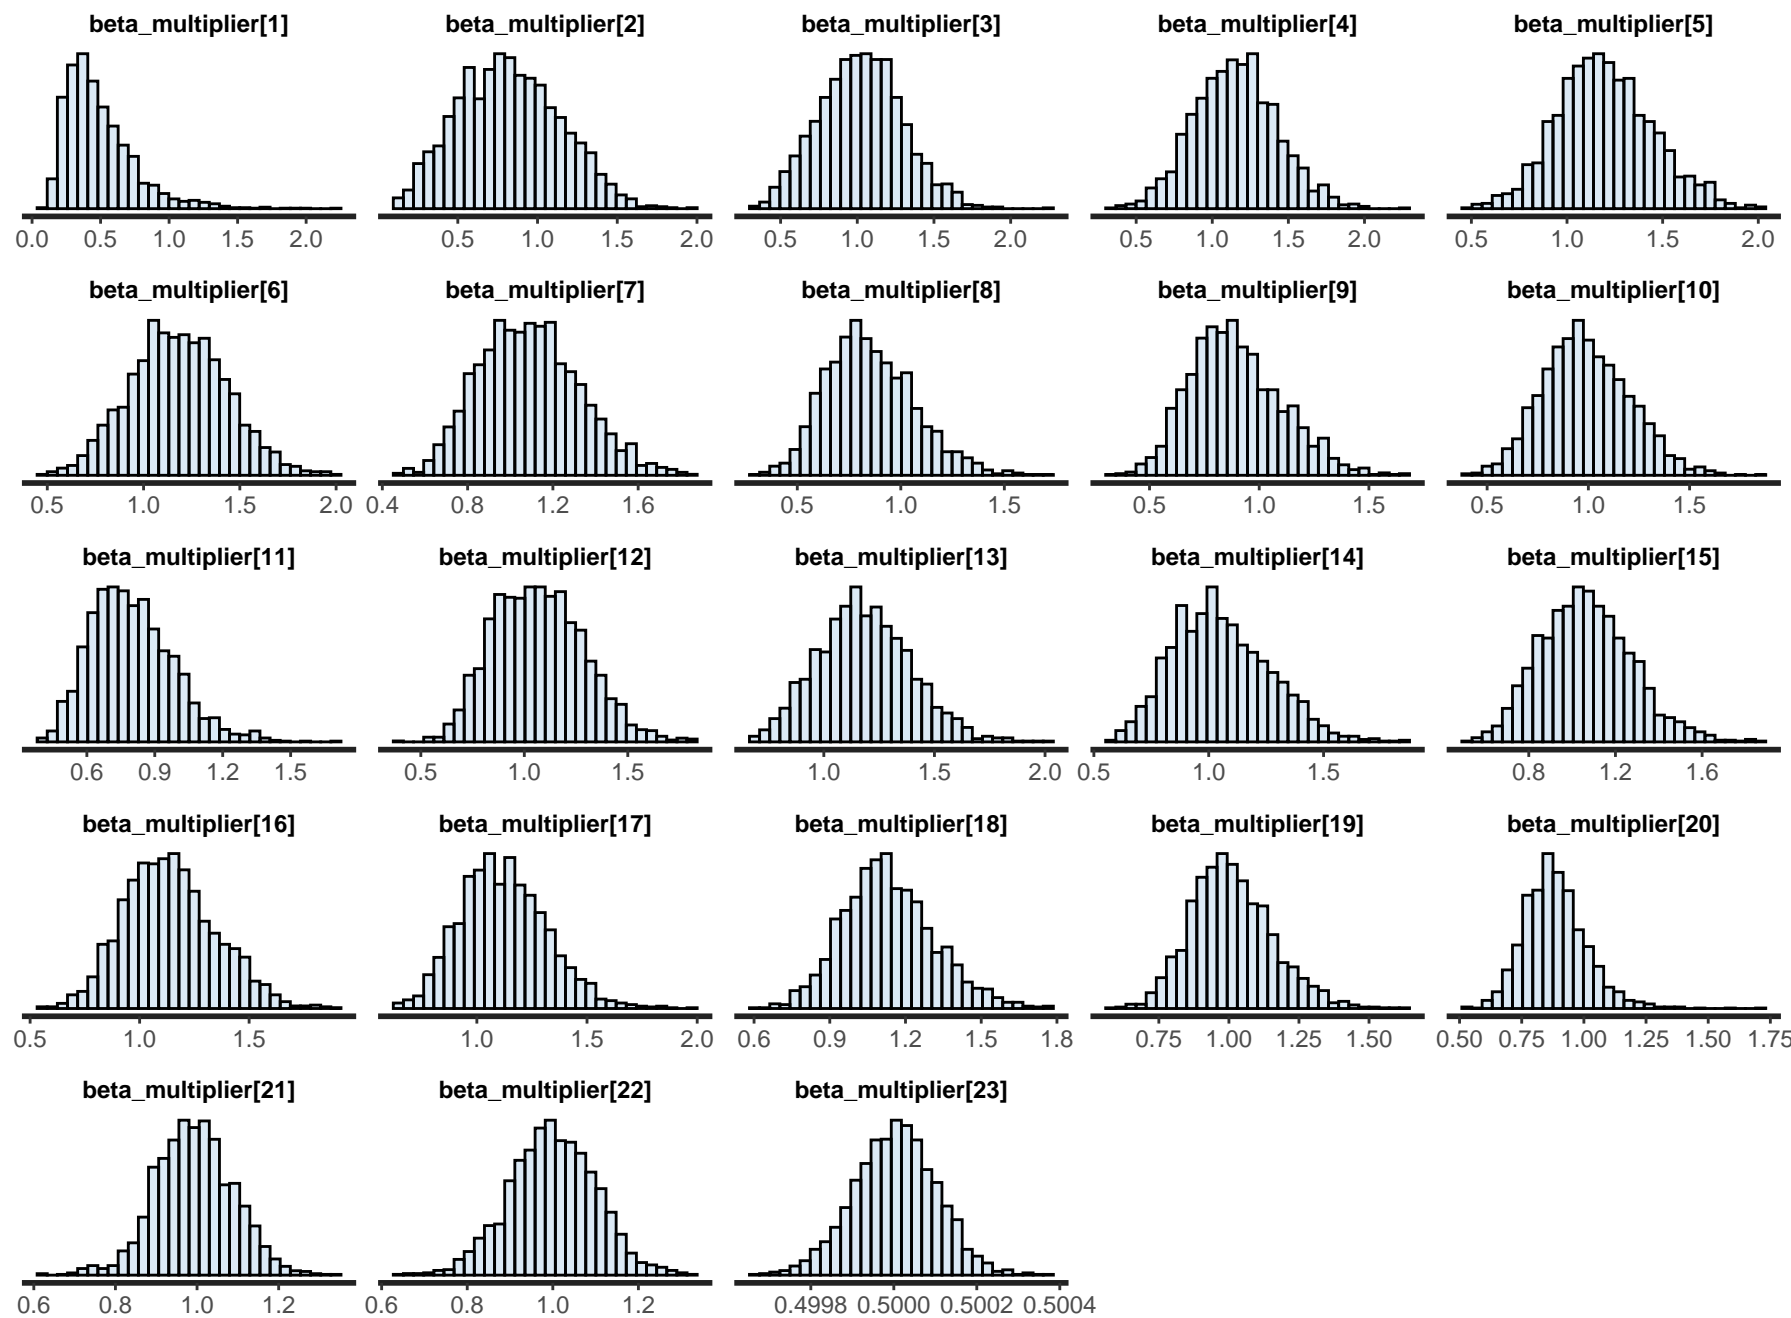 beta_multiplier[1] beta_multiplier[2] beta_multiplier[3] beta_multiplier[4] beta_multiplier[5]
0.0 0.5 1.0 1.5 2.0 0.5 1.0 1.5 2.0 0.5 1.0 1.5 2.0 0.5 1.0 1.5 2.0 0.5 1.0 1.5 2.0
beta_multiplier[6] beta_multiplier[7] beta_multiplier[8] beta_multiplier[9] beta_multiplier[10]
0.5 1.0 1.5 2.0 0.4 0.8 1.2 1.6 0.5 1.0 1.5 0.5 1.0 1.5 0.5 1.0 1.5
beta_multiplier[11] beta_multiplier[12] beta_multiplier[13] beta_multiplier[14] beta_multiplier[15]
0.6 0.9 1.2 1.5 0.5 1.0 1.5 1.0 1.5 2.0 0.5 1.0 1.5 0.8 1.2 1.6
beta_multiplier[16] beta_multiplier[17] beta_multiplier[18] beta_multiplier[19] beta_multiplier[20]
0.5 1.0 1.5 1.0 1.5 2.0 0.6 0.9 1.2 1.5 1.8 0.75 1.00 1.25 1.50 0.50 0.75 1.00 1.25 1.50 1.75
beta_multiplier[21] beta_multiplier[22] beta_multiplier[23]
0.6 0.8 1.0 1.2 0.6 0.8 1.0 1.2 0.4998 0.5000 0.5002 0.5004